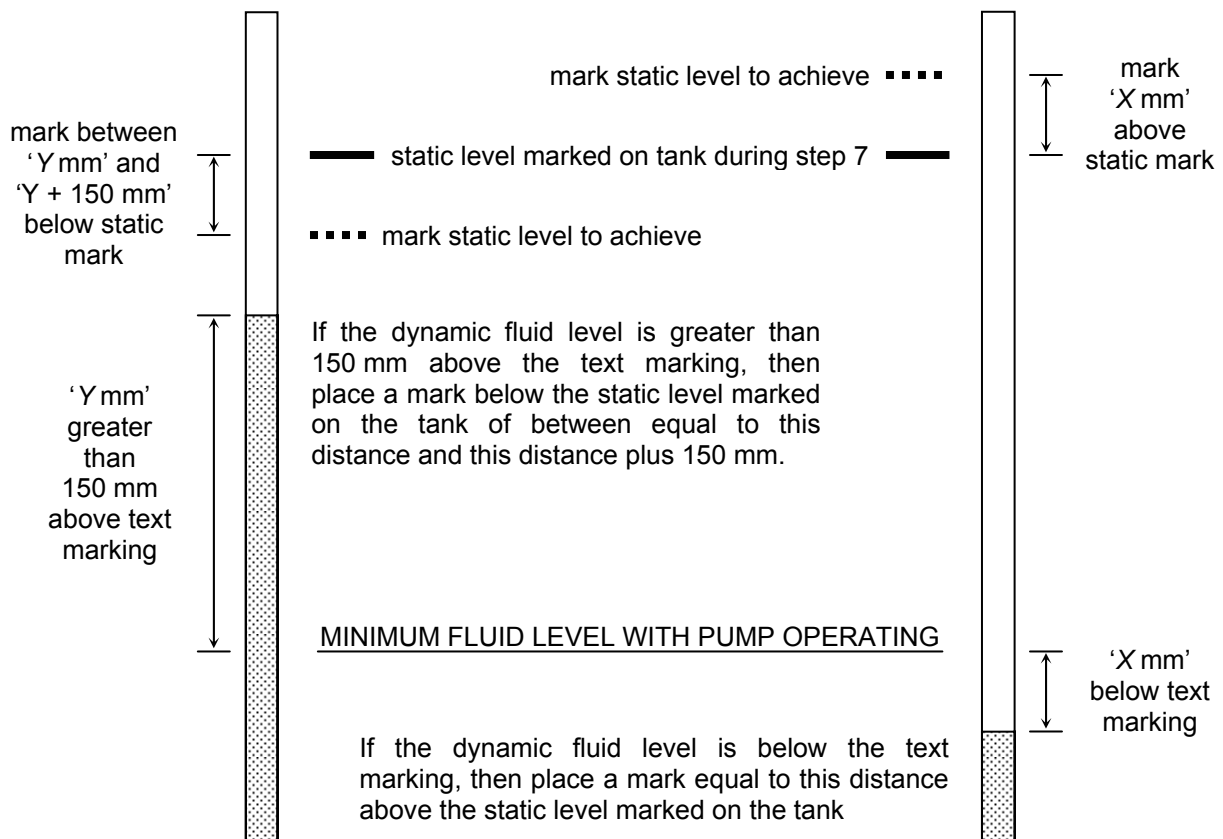 mark static level to achieve
mark
‘X mm’
above
static mark
mark between
‘Y mm’ and
‘Y + 150 mm’
below static
mark
static level marked on tank during step 7
mark static level to achieve
If the dynamic fluid level is greater than
150 mm above the text marking, then
place a mark below the static level marked
on the tank of between equal to this
distance and this distance plus 150 mm.
‘Y mm’
greater
than
150 mm
above text
marking
MINIMUM FLUID LEVEL WITH PUMP OPERATING
‘X mm’
below text
marking
If the dynamic fluid level is below the text
marking, then place a mark equal to this distance
above the static level marked on the tank